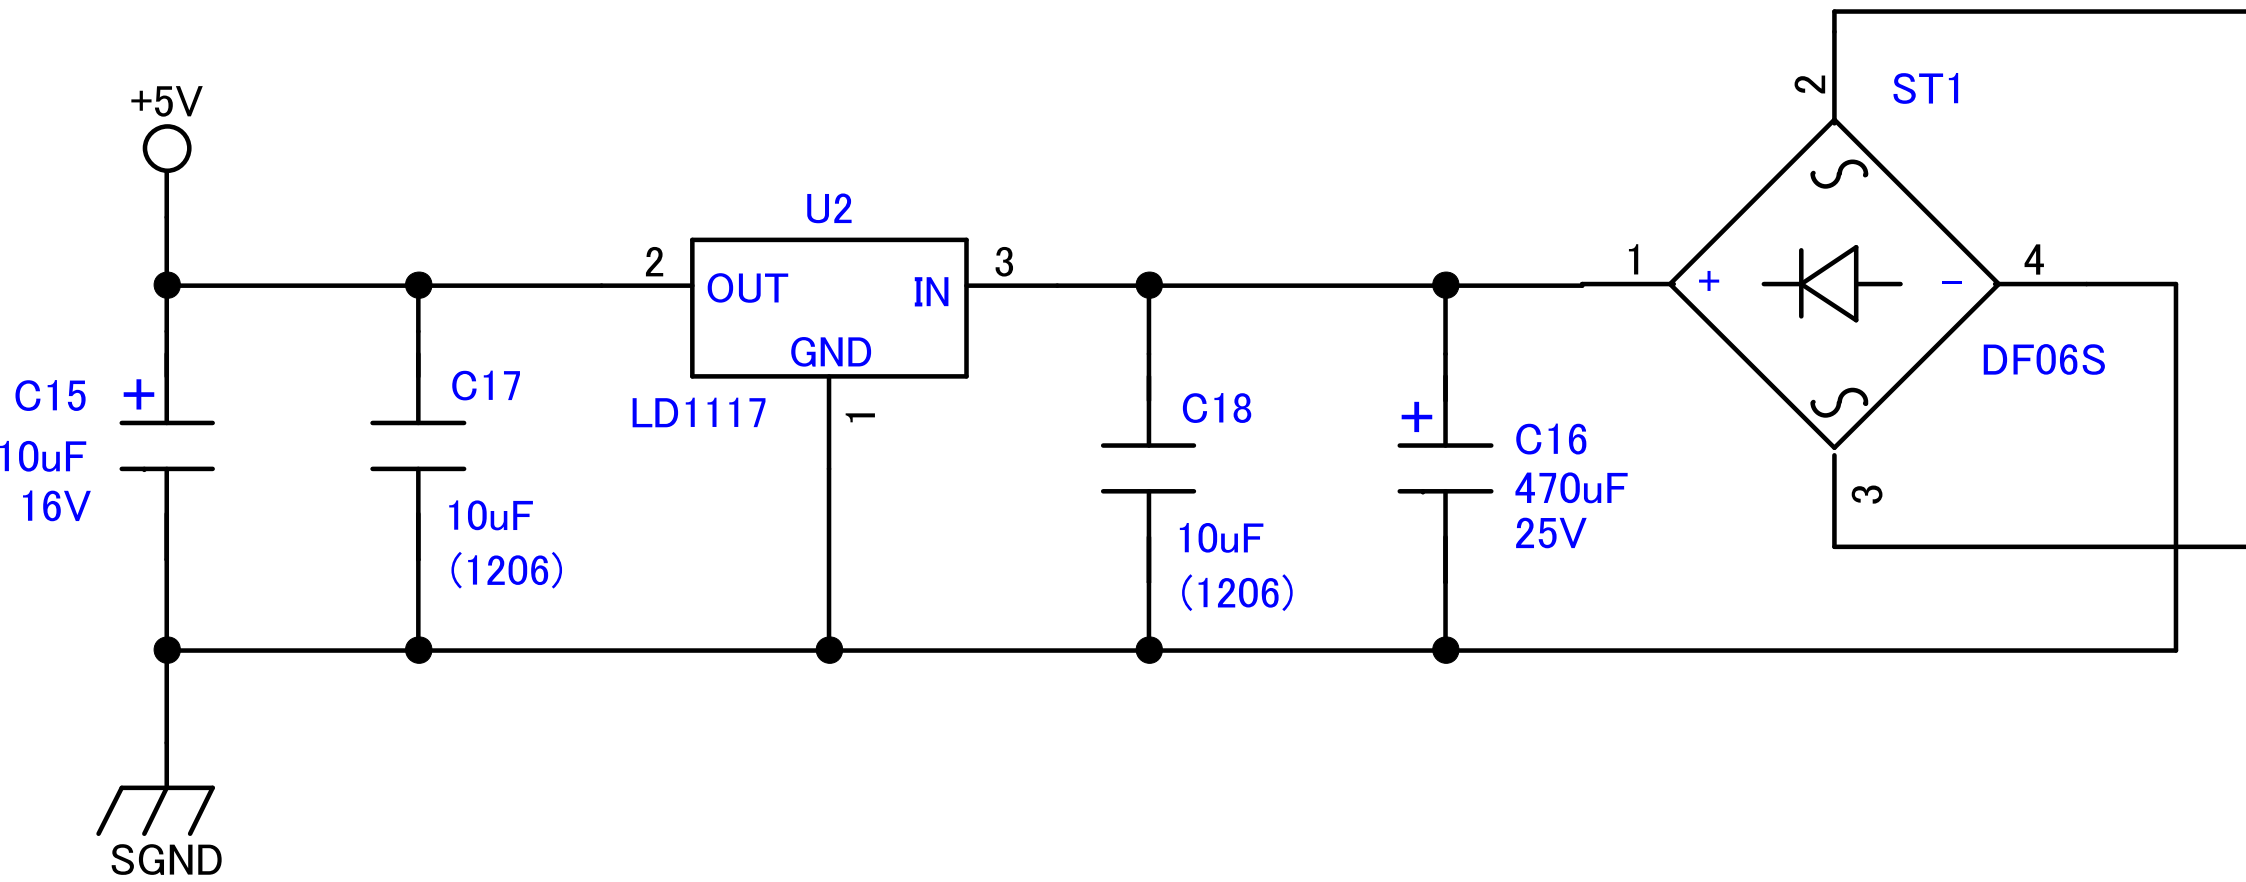 +5V
C15
+
10uF
16V
C17
10uF
(1206)
U2
2
OUT
IN
3
GND
LD1117
1
C18
10uF
(1206)
+
C16
470uF
25V
ST1
2
1
+
−
4
DF06S
3
SGND